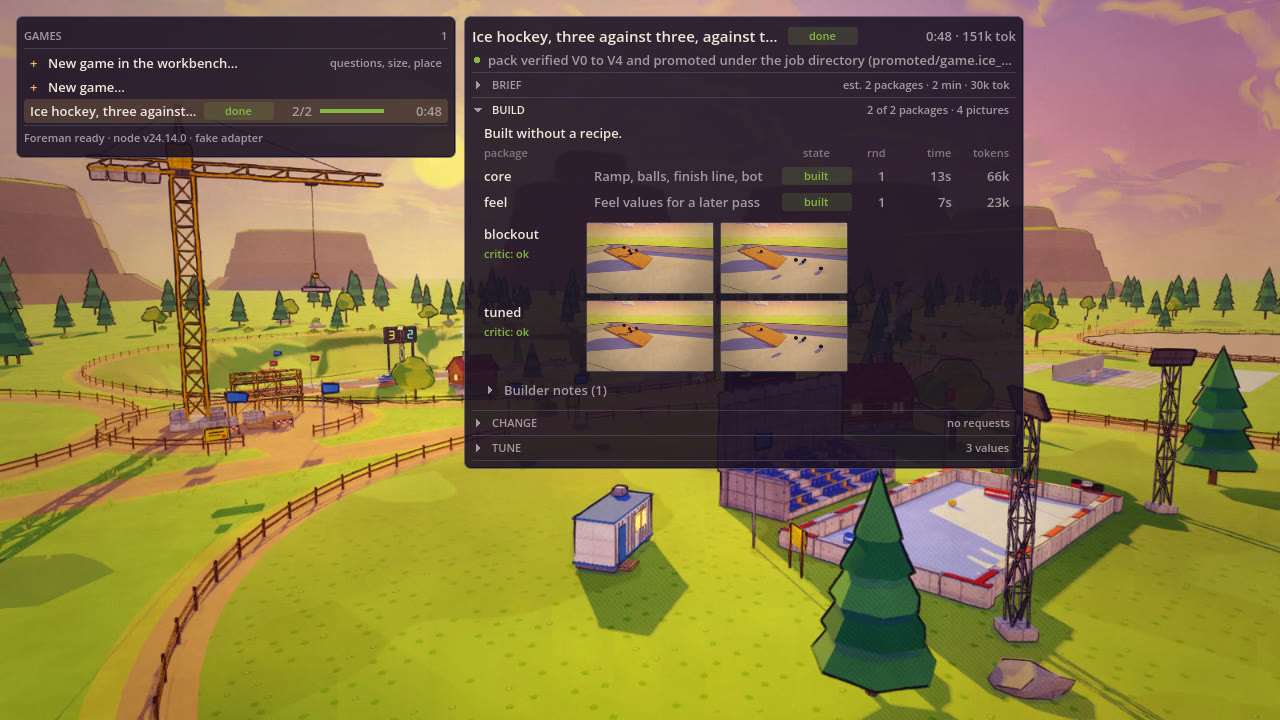 GAMES 1
+ New game in the workbench... questions, size, place
+ New game...
Ice hockey, three against... done 2/2 0:48
Foreman ready · node v24.14.0 · fake adapter
Ice hockey, three against three, against t... done 0:48 · 151k tok
pack verified V0 to V4 and promoted under the job directory (promoted/game.ice_...
BRIEF est. 2 packages · 2 min · 30k tok
BUILD 2 of 2 packages · 4 pictures
Built without a recipe.
package state rnd time tokens
core Ramp, balls, finish line, bot built 1 13s 66k
feel Feel values for a later pass built 1 7s 23k
blockout
critic: ok
tuned
critic: ok
Builder notes (1)
CHANGE no requests
TUNE 3 values
3 2